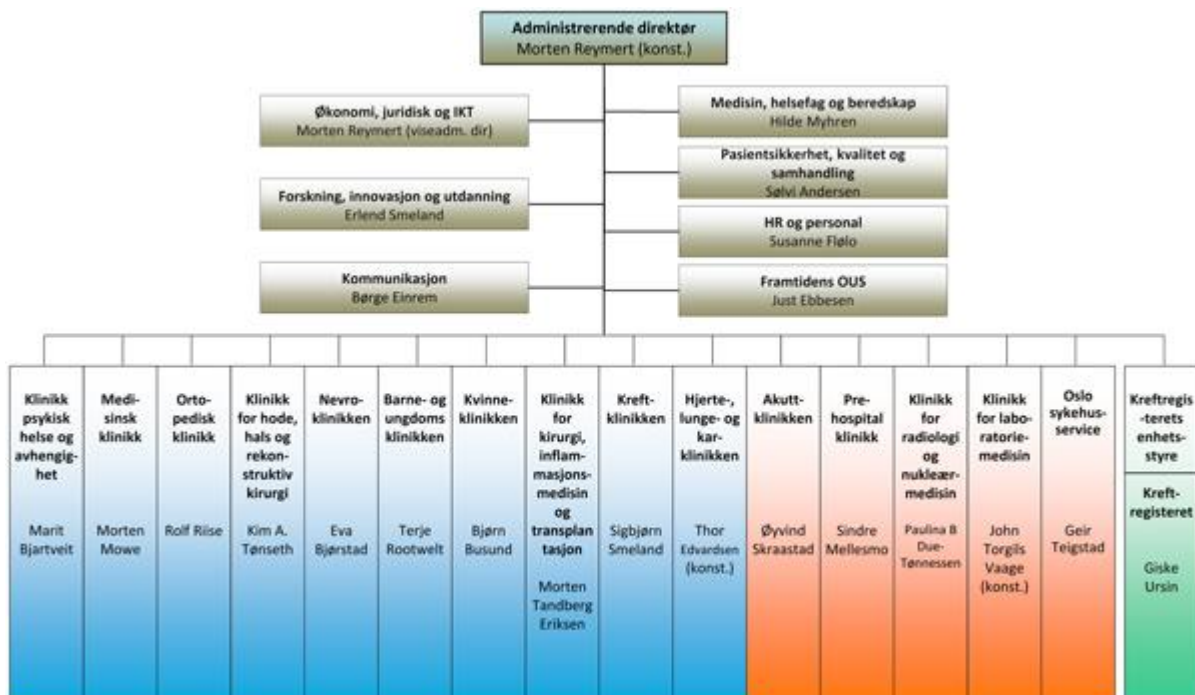 Administrerende direktør
Morten Reymert (konst.)
Økonomi, juridisk og IKT
Morten Reymert (viseadm. dir)
Medisin, helsefag og beredskap
Hilde Myhren
Pasientsikkerhet, kvalitet og
samhandling
Sølvi Andersen
Forskning, innovasjon og utdanning
Erlend Smeland
HR og personal
Susanne Flølo
Kommunikasjon
Børge Einrem
Framtidens OUS
Just Ebbesen
Klinikk
psykisk
helse og
avhengig-
het
Marit
Bjartveit
Medi-
sinsk
klinikk
Morten
Mowe
Orto-
pedisk
klinikk
Rolf Riise
Klinikk
for hode,
hals og
rekon-
struktiv
kirurgi
Kim A.
Tønseth
Nevro-
klinikken
Eva
Bjørstad
Barne- og
ungdoms
klinikken
Terje
Rootwelt
Kvinne-
klinikken
Bjørn
Busund
Klinikk
for
kirurgi,
inflam-
masjons-
medisin
og
transplan
tasjon
Morten
Tandberg
Eriksen
Kreft-
klinikken
Sigbjørn
Smeland
Hjerte-,
lunge- og
kar-
klinikken
Thor
Edvardsen
(konst.)
Akutt-
klinikken
Øyvind
Skraastad
Pre-
hospital
klinikk
Sindre
Mellesmo
Klinikk
for
radiologi
og
nukleær-
medisin
Paulina B
Due-
Tønnessen
Klinikk
for labo-
ratorie-
medisin
John
Torgils
Vaage
(konst.)
Oslo
sykehus-
service
Geir
Teigstad
Kreftregis
-terets
enhets-
styre
Kreft-
registeret
Giske
Ursin